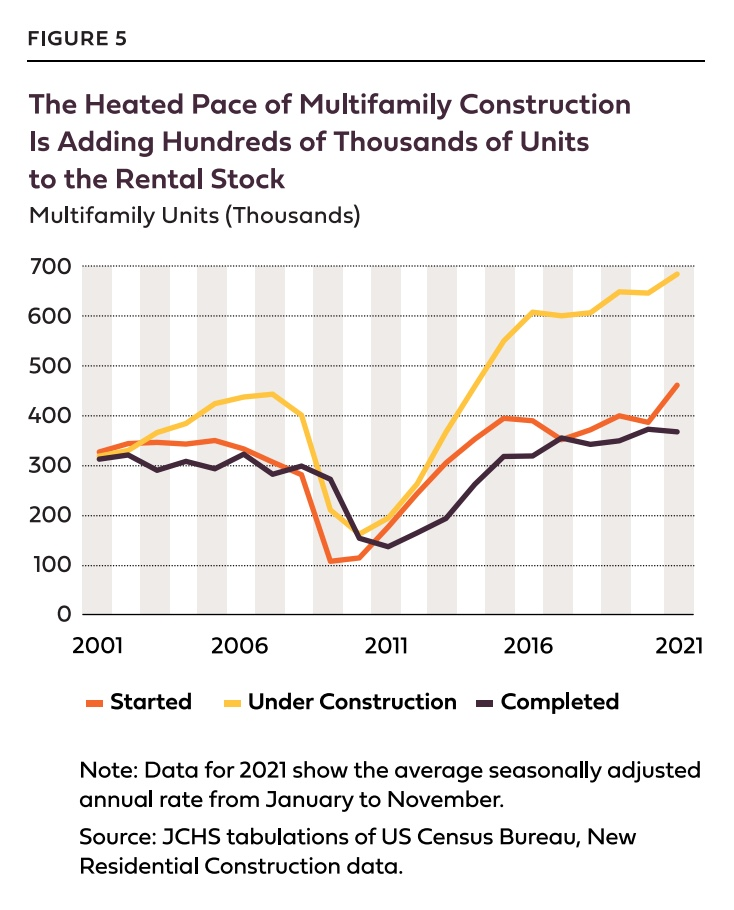 FIGURE 5
The Heated Pace of Multifamily Construction
Is Adding Hundreds of Thousands of Units
to the Rental Stock
Multifamily Units (Thousands)
700
600
500
400
300
200
100
0
2001 2006 2011 2016 2021
Started Under Construction Completed
Note: Data for 2021 show the average seasonally adjusted
annual rate from January to November.
Source: JCHS tabulations of US Census Bureau, New
Residential Construction data.